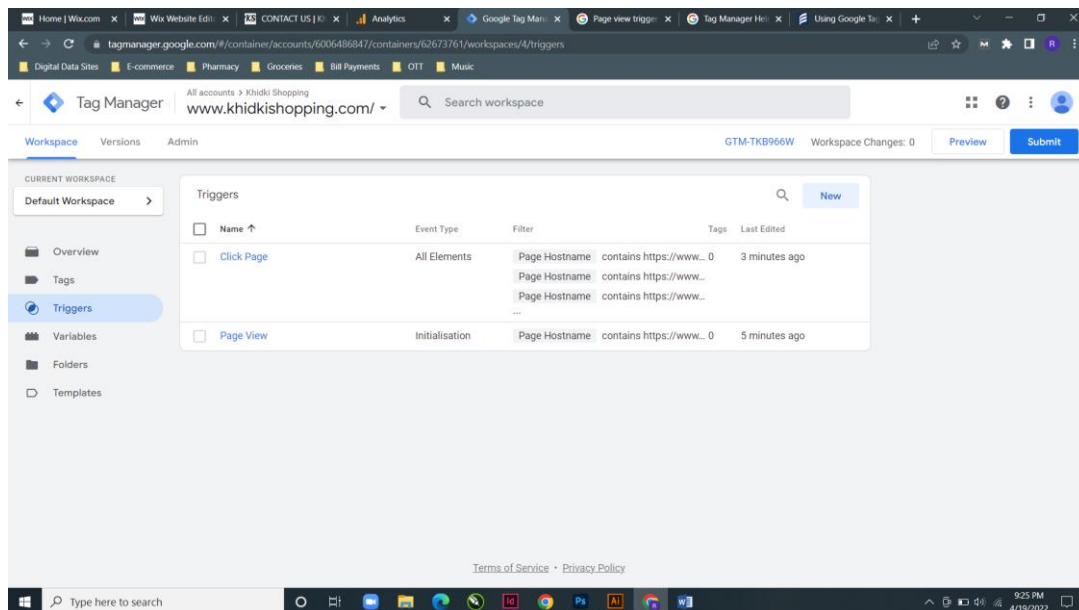 Home | Wix.com
Wix Website Edit
CONTACT US | K
Analytics
Google Tag Man
Page view trigger
Tag Manager Hel
Using Google Tag
tagmanager.google.com/#/container/accounts/6006486847/containers/62673761/workspaces/4/triggers
Digital Data Sites E-commerce Pharmacy Groceries Bill Payments OTT Music
Tag Manager
All accounts > Khidki Shopping
www.khidkishopping.com/
Search workspace
Workspace Versions Admin GTM-TKB966W Workspace Changes: 0 Preview Submit
CURRENT WORKSPACE
Default Workspace
Overview
Tags
Triggers
Variables
Folders
Templates
Triggers New
Name Event Type Filter Tags Last Edited
Click Page All Elements Page Hostname contains https://www... 0 3 minutes ago
Page Hostname contains https://www...
Page Hostname contains https://www...
...
Page View Initialisation Page Hostname contains https://www... 0 5 minutes ago
Terms of Service • Privacy Policy
Type here to search
9:25 PM
4/19/2022